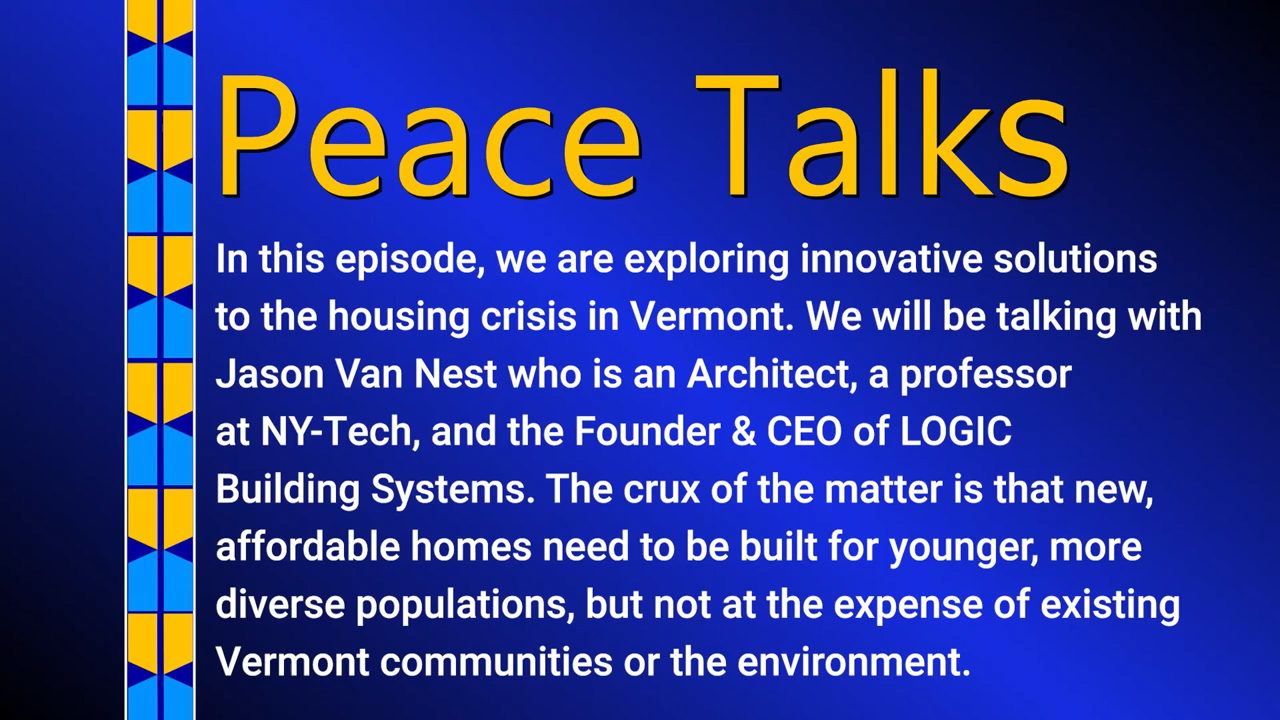 Peace Talks
In this episode, we are exploring innovative solutions
to the housing crisis in Vermont. We will be talking with
Jason Van Nest who is an Architect, a professor
at NY-Tech, and the Founder & CEO of LOGIC
Building Systems. The crux of the matter is that new,
affordable homes need to be built for younger, more
diverse populations, but not at the expense of existing
Vermont communities or the environment.